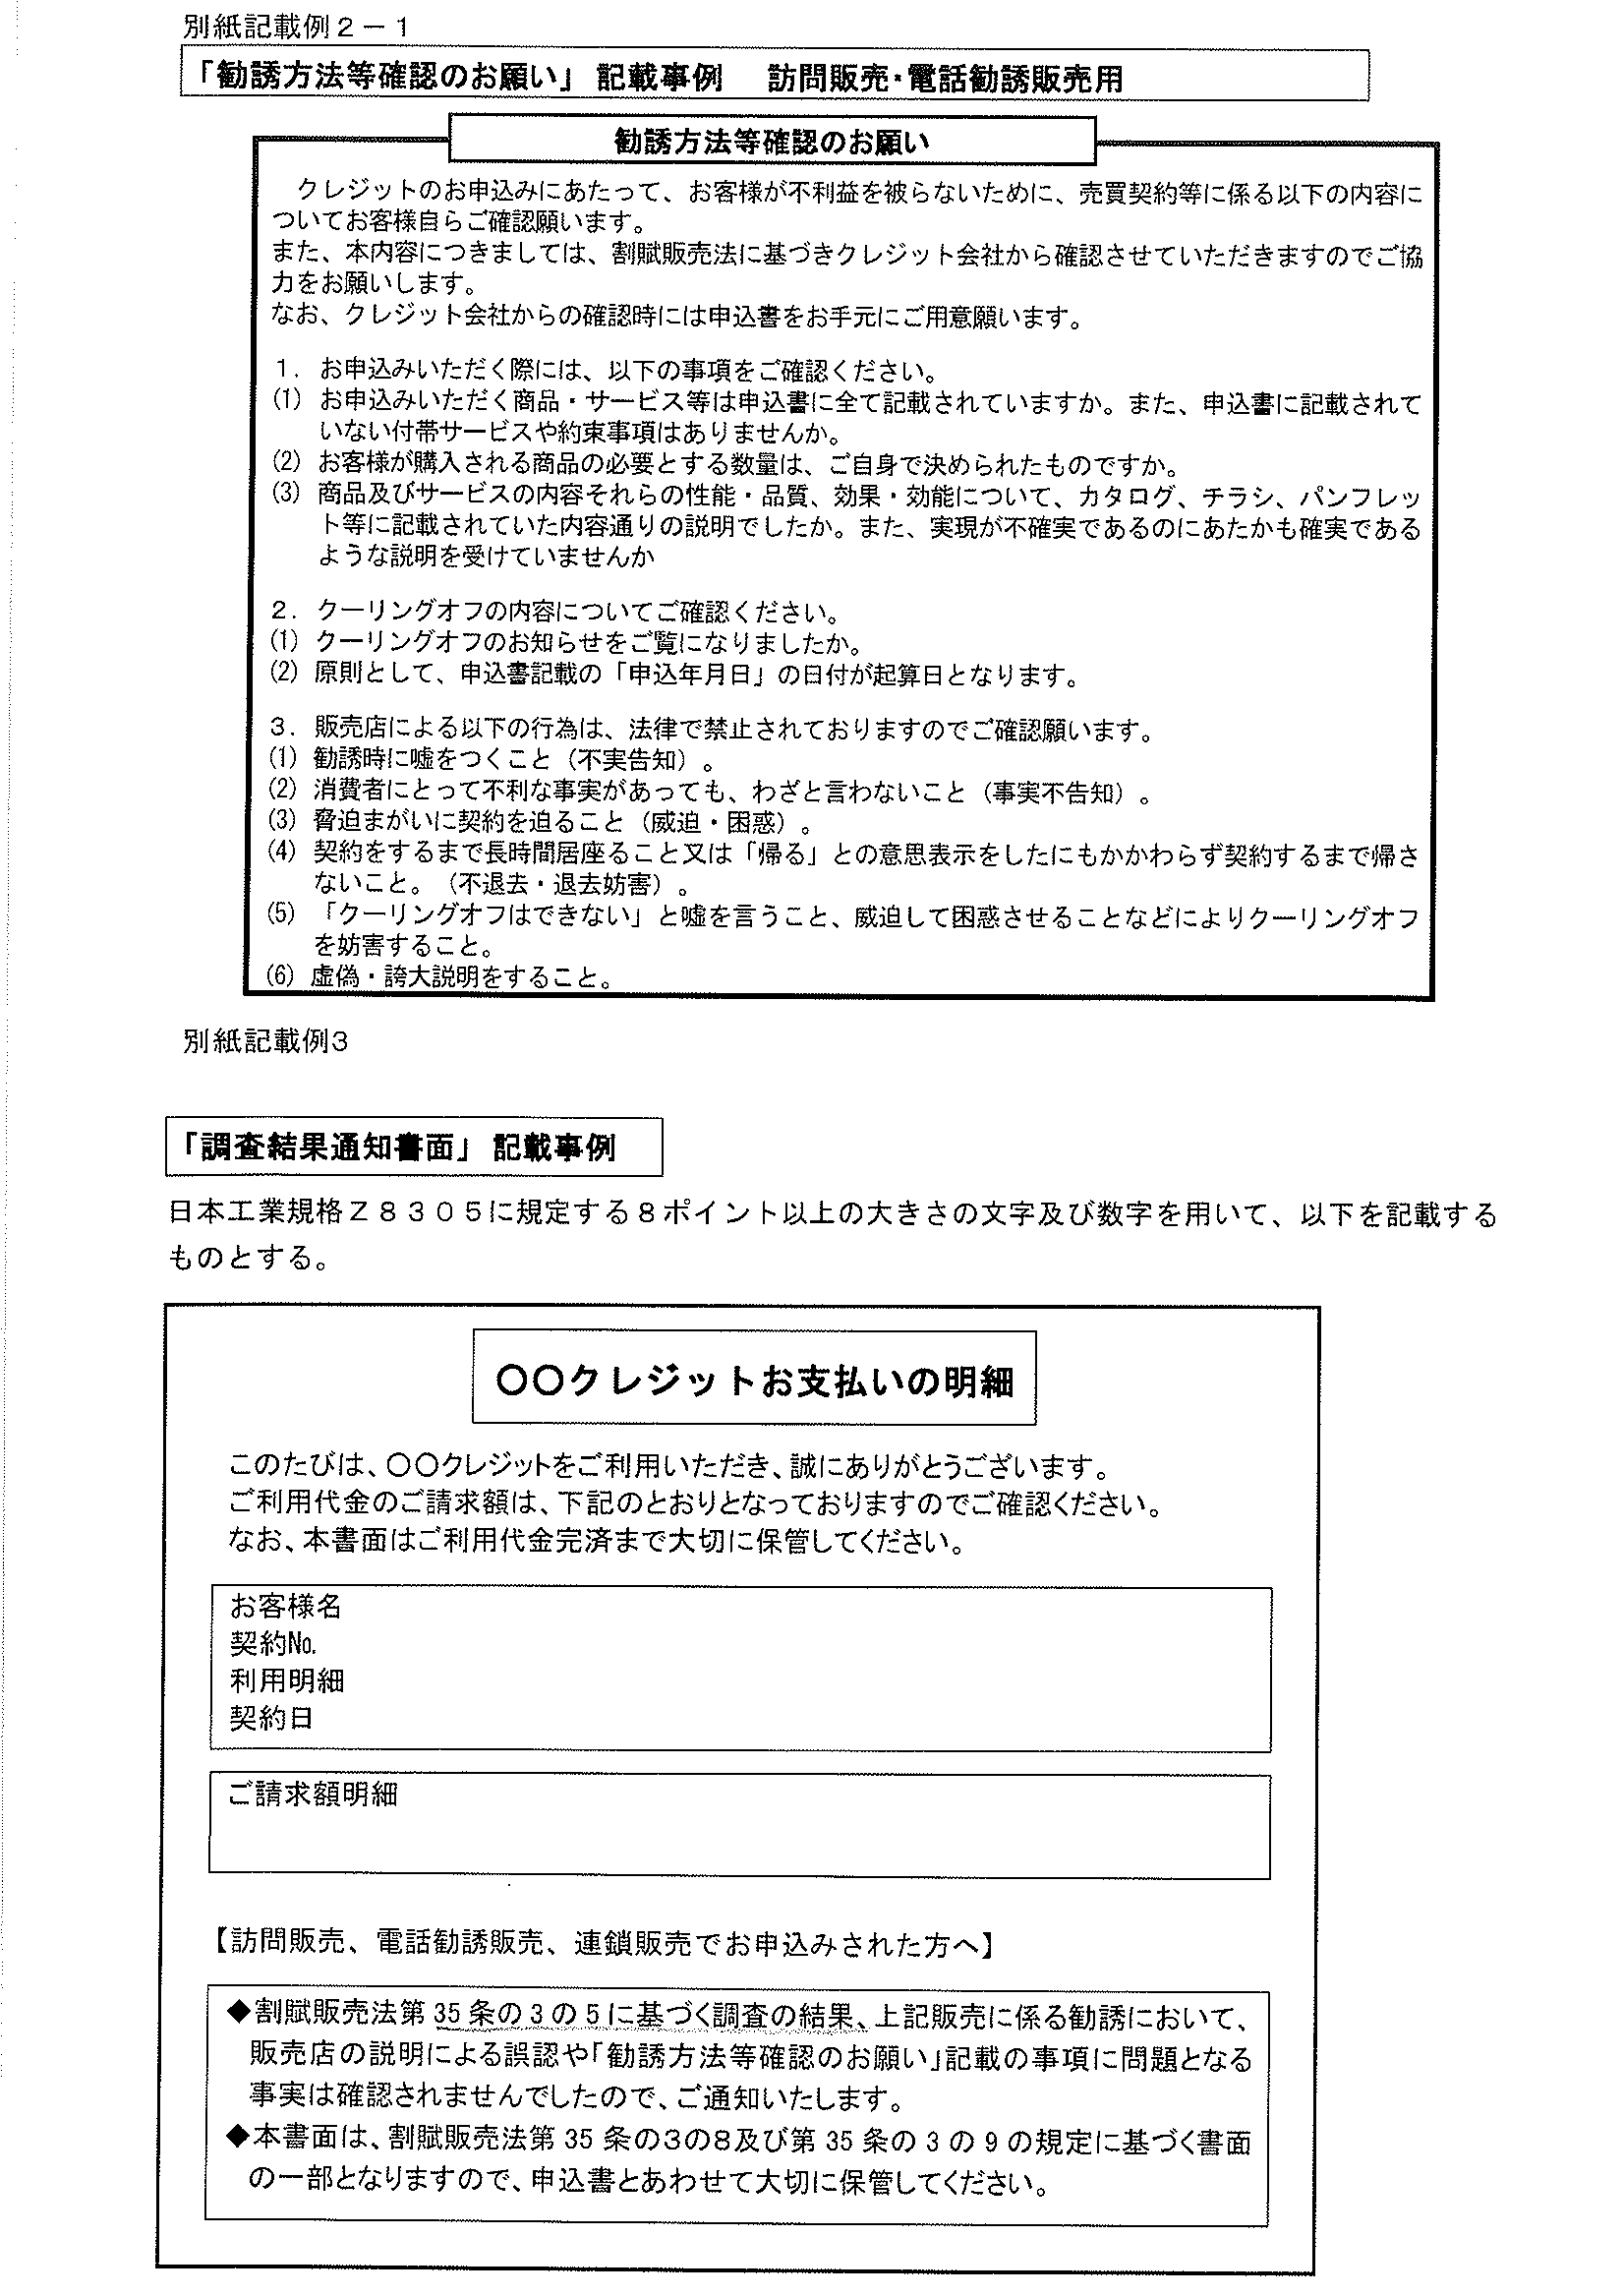 別紙記載例２－１
「勧誘方法等確認のお願い」 記載事例　訪問販売・電話勧誘販売用
勧誘方法等確認のお願い
クレジットのお申込みにあたって、お客様が不利益を被らないために、売買契約等に係る以下の内容に
ついてお客様自らご確認願います。
また、本内容につきましては、割賦販売法に基づきクレジット会社から確認させていただきますのでご協
力をお願いします。
なお、クレジット会社からの確認時には申込書をお手元にご用意願います。
１．お申込みいただく際には、以下の事項をご確認ください。
(1) お申込みいただく商品・サービス等は申込書に全て記載されていますか。また、申込書に記載されて
いない付帯サービスや約束事項はありませんか。
(2) お客様が購入される商品の必要とする数量は、ご自身で決められたものですか。
(3) 商品及びサービスの内容それらの性能・品質、効果・効能について、カタログ、チラシ、パンフレッ
ト等に記載されていた内容通りの説明でしたか。また、実現が不確実であるのにあたかも確実である
ような説明を受けていませんか
２．クーリングオフの内容についてご確認ください。
(1) クーリングオフのお知らせをご覧になりましたか。
(2) 原則として、申込書記載の「申込年月日」の日付が起算日となります。
３．販売店による以下の行為は、法律で禁止されておりますのでご確認願います。
(1) 勧誘時に嘘をつくこと（不実告知）。
(2) 消費者にとって不利な事実があっても、わざと言わないこと（事実不告知）。
(3) 脅迫まがいに契約を迫ること（威迫・困惑）。
(4) 契約をするまで長時間居座ること又は「帰る」との意思表示をしたにもかかわらず契約するまで帰さ
ないこと。（不退去・退去妨害）。
(5) 「クーリングオフはできない」と嘘を言うこと、威迫して困惑させることなどによりクーリングオフ
を妨害すること。
(6) 虚偽・誇大説明をすること。
別紙記載例３
「調査結果通知書面」 記載事例
日本工業規格Ｚ８３０５に規定する８ポイント以上の大きさの文字及び数字を用いて、以下を記載する
ものとする。
〇〇クレジットお支払いの明細
このたびは、〇〇クレジットをご利用いただき、誠にありがとうございます。
ご利用代金のご請求額は、下記のとおりとなっておりますのでご確認ください。
なお、本書面はご利用代金完済まで大切に保管してください。
お客様名
契約№
利用明細
契約日
ご請求額明細
【訪問販売、電話勧誘販売、連鎖販売でお申込みされた方へ】
◆割賦販売法第 35 条の 3 の 5 に基づく調査の結果、上記販売に係る勧誘において、
販売店の説明による誤認や「勧誘方法等確認のお願い」記載の事項に問題となる
事実は確認されませんでしたので、ご通知いたします。
◆本書面は、割賦販売法第 35 条の３の８及び第 35 条の 3 の 9 の規定に基づく書面
の一部となりますので、申込書とあわせて大切に保管してください。